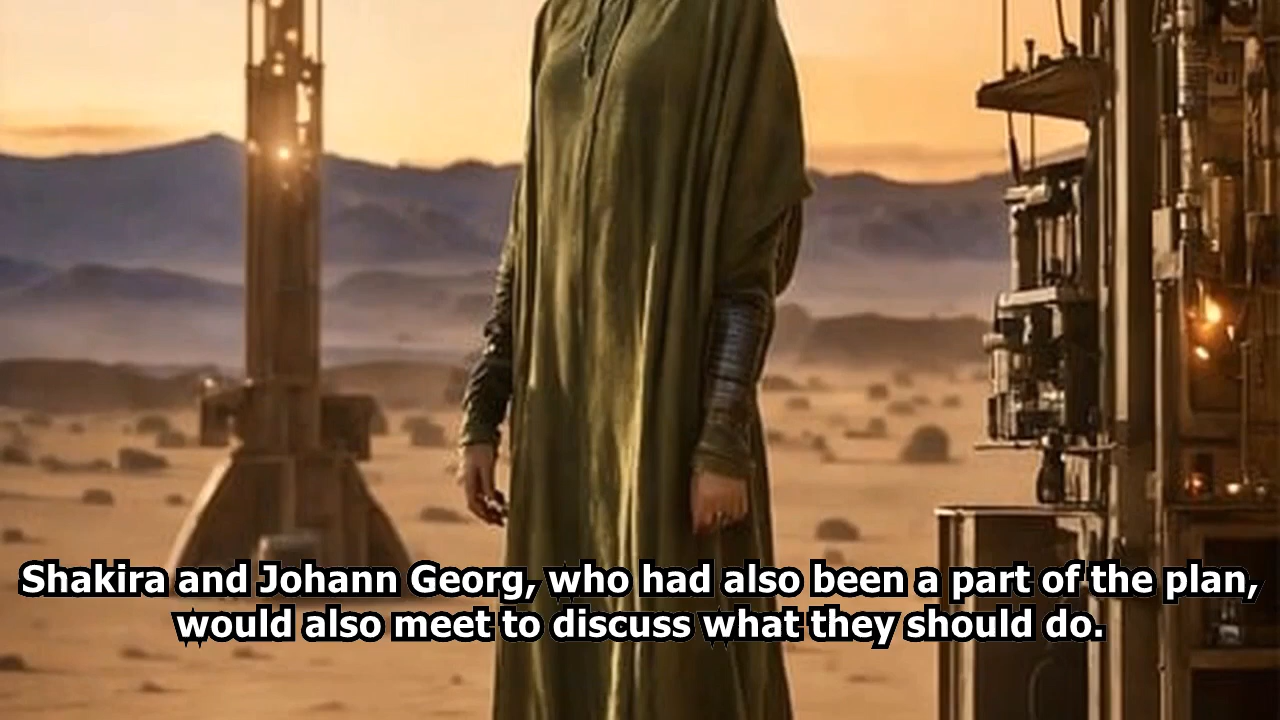 Shakira and Johann Georg, who had also been a part of the plan,
would also meet to discuss what they should do.